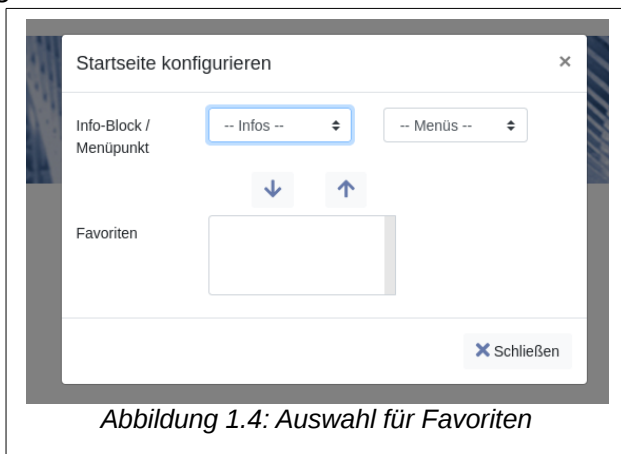 Startseite konfigurieren ×
Info-Block / Menüpunkt
-- Infos --
-- Menüs --
Favoriten
Schließen
Abbildung 1.4: Auswahl für Favoriten